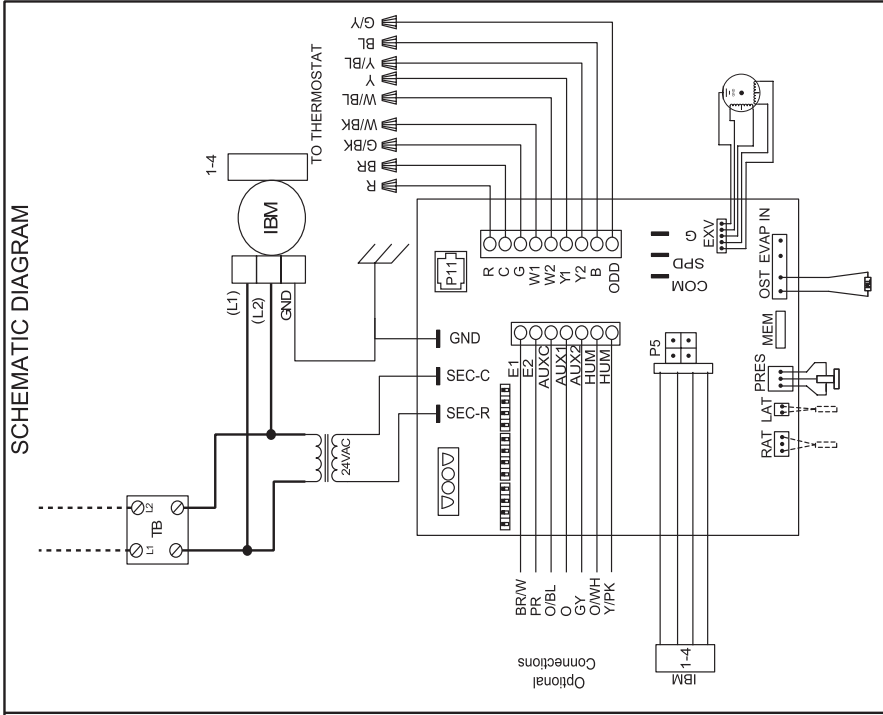 SCHEMATIC DIAGRAM
L1
L2
TB
(L1)
(L2)
GND
IBM
1-4
24VAC
TO THERMOSTAT
R
BR
G/BK
W/BK
W/BL
Y
Y/BL
BL
G/Y
GND
SEC-C
SEC-R
P11
R
C
G
W1
W2
Y1
Y2
B
ODD
E1
E2
AUXC
AUX1
AUX2
HUM
HUM
BR/W
PR
O/BL
O
GY
O/WH
Y/PK
Optional
Connections
P5
COM
SPD
G
EXV
RAT
LAT
PRES
MEM
OST
EVAP IN
1-4
IBM